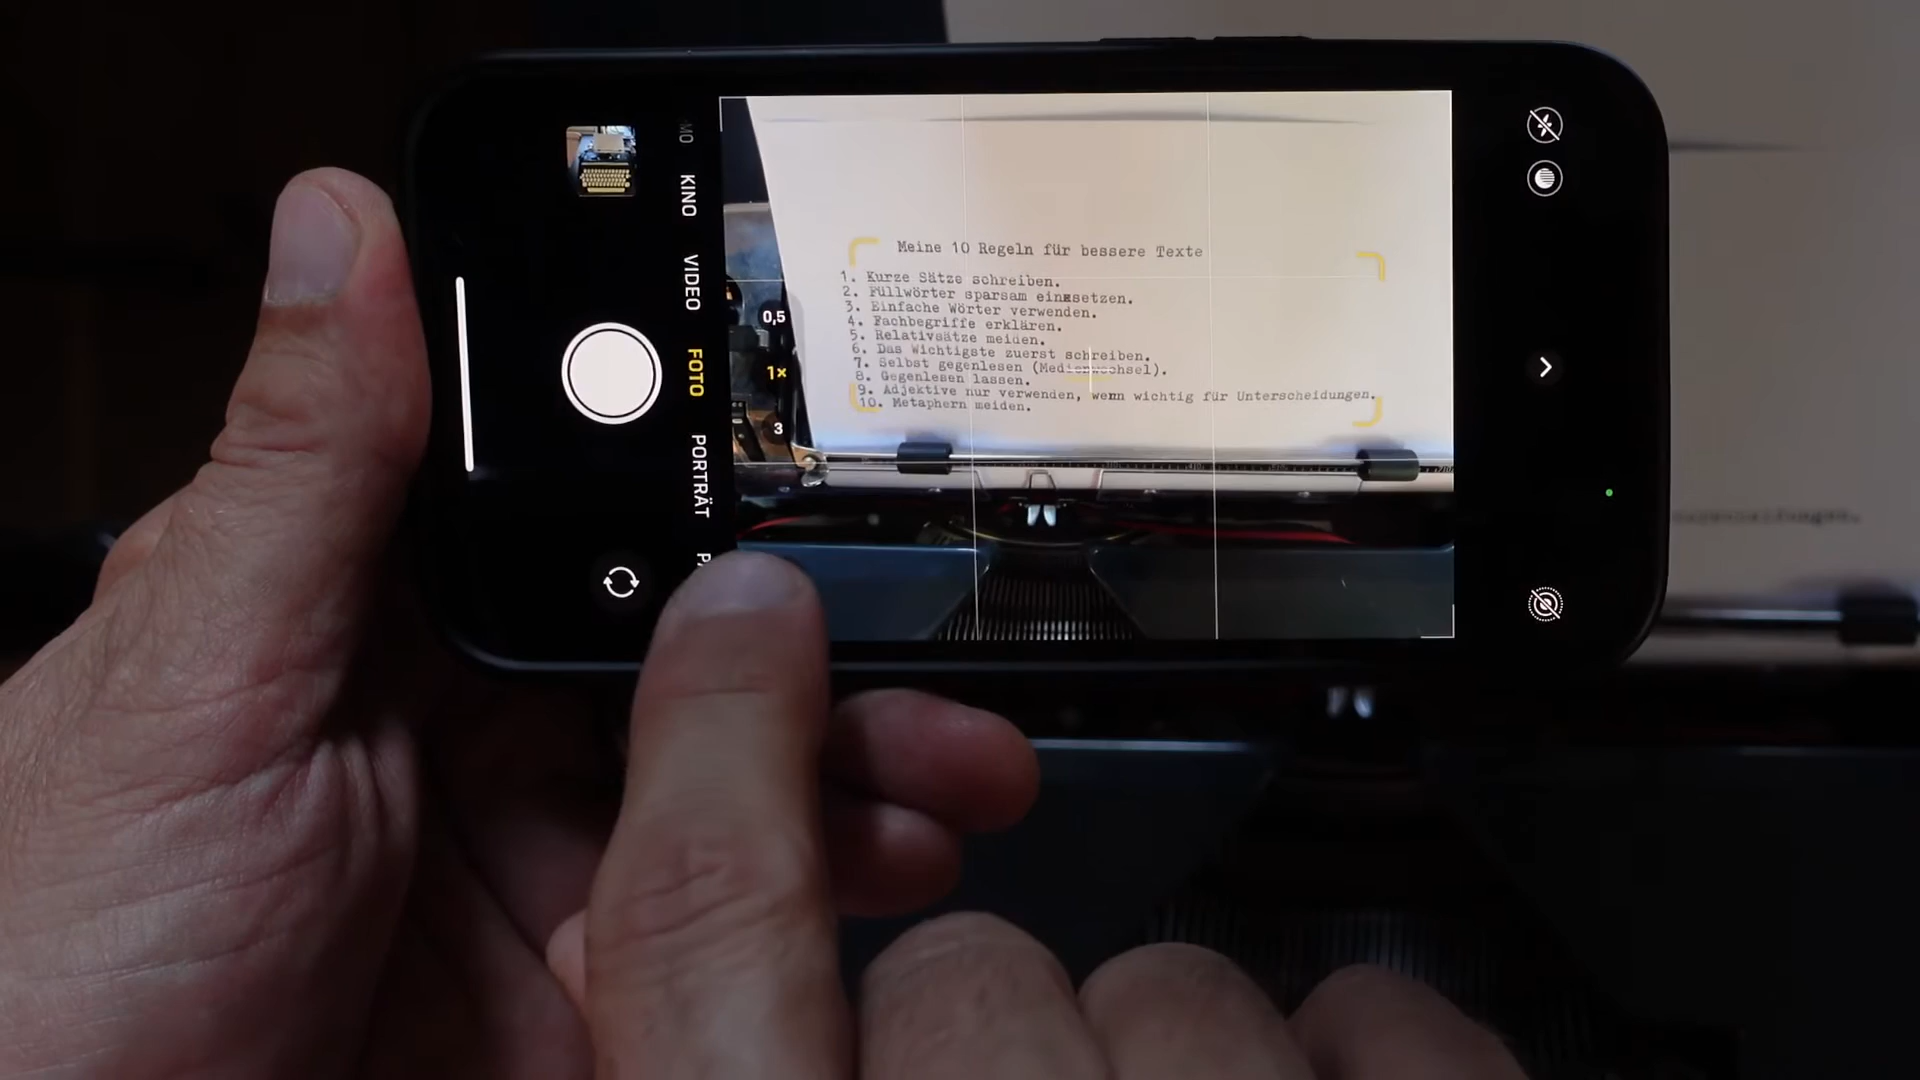 MO
KINO
VIDEO
FOTO
PORTRÄT
0,5
1×
3
Meine 10 Regeln für bessere Texte
1. Kurze Sätze schreiben.
2. Füllwörter sparsam einxsetzen.
3. Einfache Wörter verwenden.
4. Fachbegriffe erklären.
5. Relativsätze meiden.
6. Das Wichtigste zuerst schreiben.
7. Selbst gegenlesen (Medienwechsel).
8. Gegenlesen lassen.
9. Adjektive nur verwenden, wenn wichtig für Unterscheidungen.
10. Metaphern meiden.